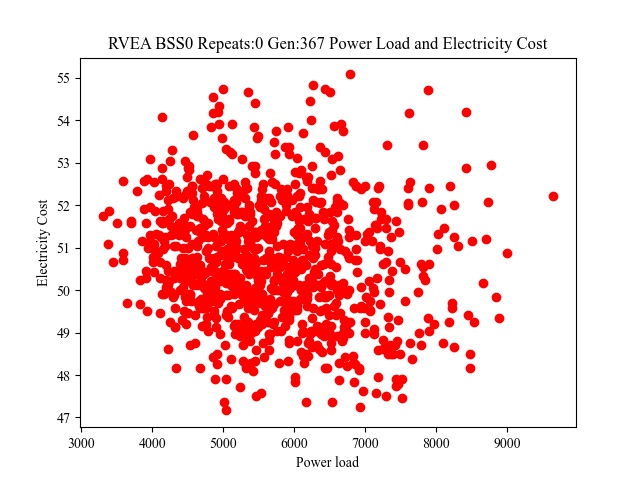 RVEA BSS0 Repeats:0 Gen:367 Power Load and Electricity Cost
55
54
53
52
51
50
49
48
47
Electricity Cost
3000 4000 5000 6000 7000 8000 9000
Power load